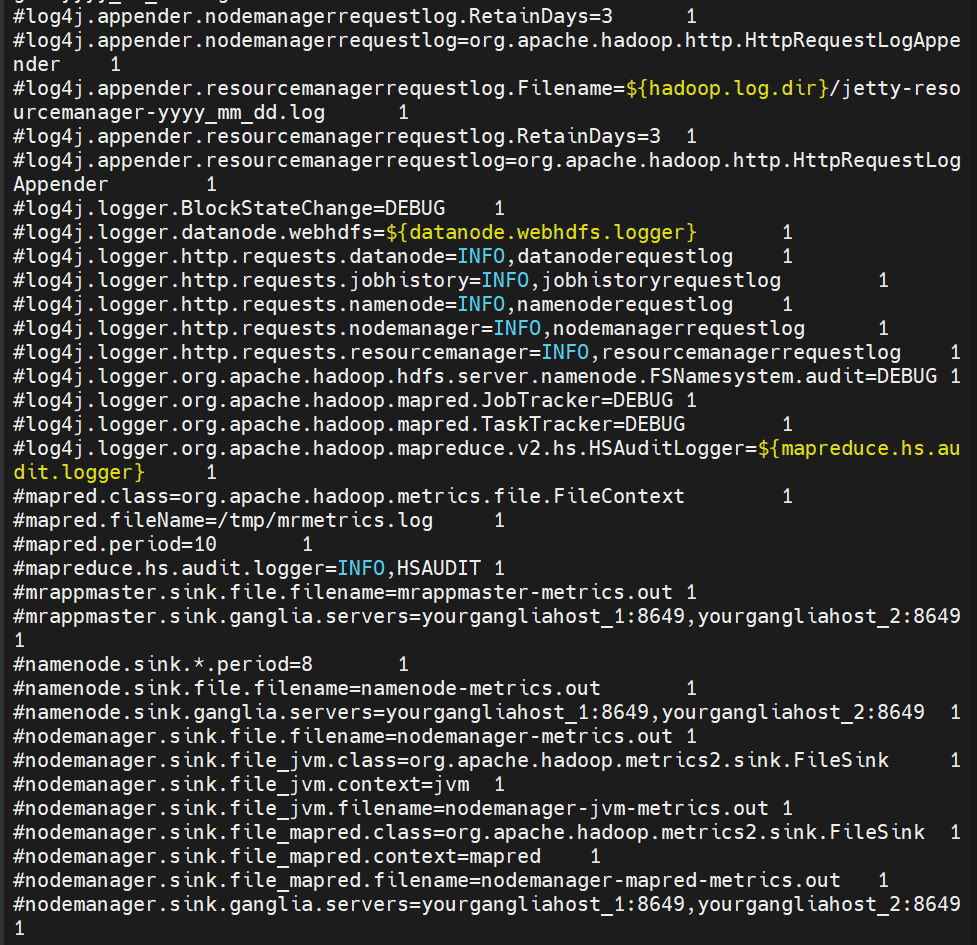 #log4j.appender.nodemanagerrequestlog.RetainDays=3 1
#log4j.appender.nodemanagerrequestlog=org.apache.hadoop.http.HttpRequestLogAppe
nder 1
#log4j.appender.resourcemanagerrequestlog.Filename=${hadoop.log.dir}/jetty-reso
urcemanager-yyyy_mm_dd.log 1
#log4j.appender.resourcemanagerrequestlog.RetainDays=3 1
#log4j.appender.resourcemanagerrequestlog=org.apache.hadoop.http.HttpRequestLog
Appender 1
#log4j.logger.BlockStateChange=DEBUG 1
#log4j.logger.datanode.webhdfs=${datanode.webhdfs.logger} 1
#log4j.logger.http.requests.datanode=INFO,datanoderequestlog 1
#log4j.logger.http.requests.jobhistory=INFO,jobhistoryrequestlog 1
#log4j.logger.http.requests.namenode=INFO,namenoderequestlog 1
#log4j.logger.http.requests.nodemanager=INFO,nodemanagerrequestlog 1
#log4j.logger.http.requests.resourcemanager=INFO,resourcemanagerrequestlog 1
#log4j.logger.org.apache.hadoop.hdfs.server.namenode.FSNamesystem.audit=DEBUG 1
#log4j.logger.org.apache.hadoop.mapred.JobTracker=DEBUG 1
#log4j.logger.org.apache.hadoop.mapred.TaskTracker=DEBUG 1
#log4j.logger.org.apache.hadoop.mapreduce.v2.hs.HSAuditLogger=${mapreduce.hs.au
dit.logger} 1
#mapred.class=org.apache.hadoop.metrics.file.FileContext 1
#mapred.fileName=/tmp/mrmetrics.log 1
#mapred.period=10 1
#mapreduce.hs.audit.logger=INFO,HSAUDIT 1
#mrappmaster.sink.file.filename=mrappmaster-metrics.out 1
#mrappmaster.sink.ganglia.servers=yourgangliahost_1:8649,yourgangliahost_2:8649
1
#namenode.sink.*.period=8 1
#namenode.sink.file.filename=namenode-metrics.out 1
#namenode.sink.ganglia.servers=yourgangliahost_1:8649,yourgangliahost_2:8649 1
#nodemanager.sink.file.filename=nodemanager-metrics.out 1
#nodemanager.sink.file_jvm.class=org.apache.hadoop.metrics2.sink.FileSink 1
#nodemanager.sink.file_jvm.context=jvm 1
#nodemanager.sink.file_jvm.filename=nodemanager-jvm-metrics.out 1
#nodemanager.sink.file_mapred.class=org.apache.hadoop.metrics2.sink.FileSink 1
#nodemanager.sink.file_mapred.context=mapred 1
#nodemanager.sink.file_mapred.filename=nodemanager-mapred-metrics.out 1
#nodemanager.sink.ganglia.servers=yourgangliahost_1:8649,yourgangliahost_2:8649
1